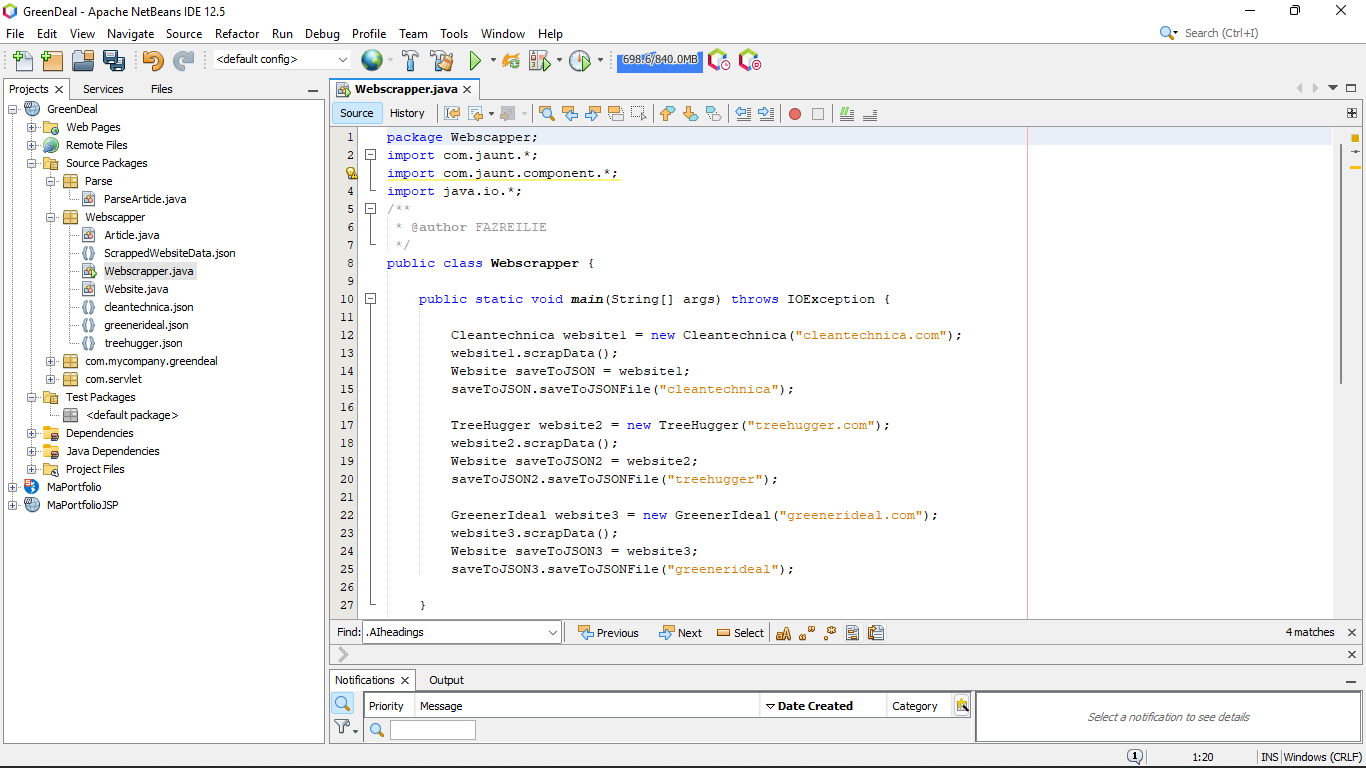 GreenDeal - Apache NetBeans IDE 12.5
File Edit View Navigate Source Refactor Run Debug Profile Team Tools Window Help
Search (Ctrl+I)
<default config>
698.6/840.0MB
Projects Services Files
GreenDeal
Web Pages
Remote Files
Source Packages
Parse
ParseArticle.java
Webscapper
Article.java
ScrappedWebsiteData.json
Webscrapper.java
Website.java
cleantechnica.json
greenerideal.json
treehugger.json
com.mycompany.greendeal
com.servlet
Test Packages
<default package>
Dependencies
Java Dependencies
Project Files
MaPortfolio
MaPortfolioJSP
Webscrapper.java
Source History
1 package Webscapper;
2 import com.jaunt.*;
import com.jaunt.component.*;
4 import java.io.*;
5 /**
6 * @author FAZREILIE
7 */
8 public class Webscrapper {
9
10 public static void main(String[] args) throws IOException {
11
12 Cleantechnica website1 = new Cleantechnica("cleantechnica.com");
13 website1.scrapData();
14 Website saveToJSON = website1;
15 saveToJSON.saveToJSONFile("cleantechnica");
16
17 TreeHugger website2 = new TreeHugger("treehugger.com");
18 website2.scrapData();
19 Website saveToJSON2 = website2;
20 saveToJSON2.saveToJSONFile("treehugger");
21
22 GreenerIdeal website3 = new GreenerIdeal("greenerideal.com");
23 website3.scrapData();
24 Website saveToJSON3 = website3;
25 saveToJSON3.saveToJSONFile("greenerideal");
26
27 }
Find: .AIheadings Previous Next Select 4 matches
Notifications Output
Priority Message Date Created Category
Select a notification to see details
1 1:20 INS Windows (CRLF)